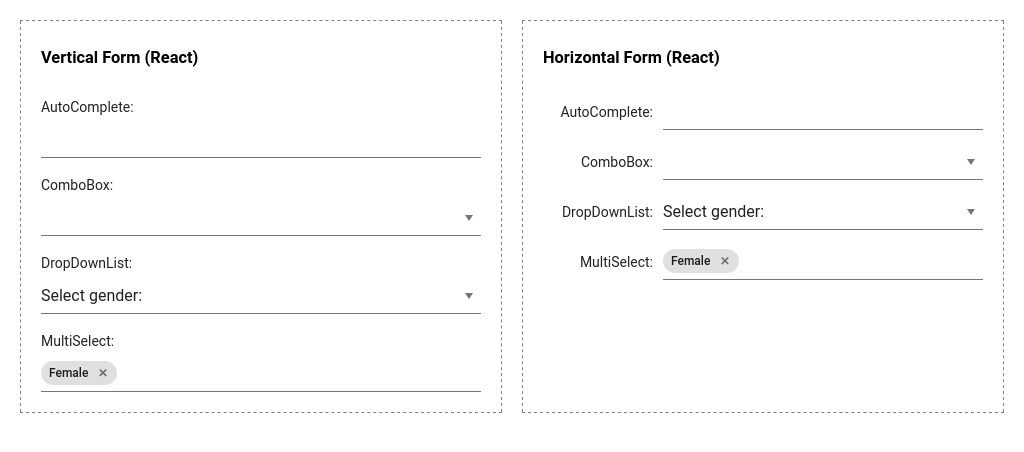 Vertical Form (React)
AutoComplete:
ComboBox:
DropDownList:
Select gender:
MultiSelect:
Female ✕
Horizontal Form (React)
AutoComplete:
ComboBox:
DropDownList: Select gender:
MultiSelect: Female ✕